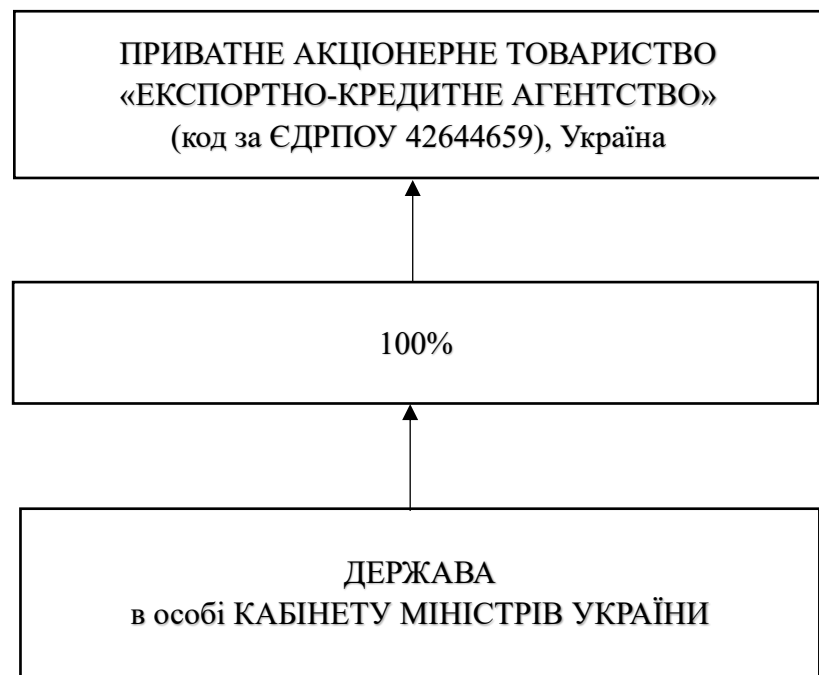 ПРИВАТНЕ АКЦІОНЕРНЕ ТОВАРИСТВО
«ЕКСПОРТНО-КРЕДИТНЕ АГЕНТСТВО»
(код за ЄДРПОУ 42644659), Україна
100%
ДЕРЖАВА
в особі КАБІНЕТУ МІНІСТРІВ УКРАЇНИ